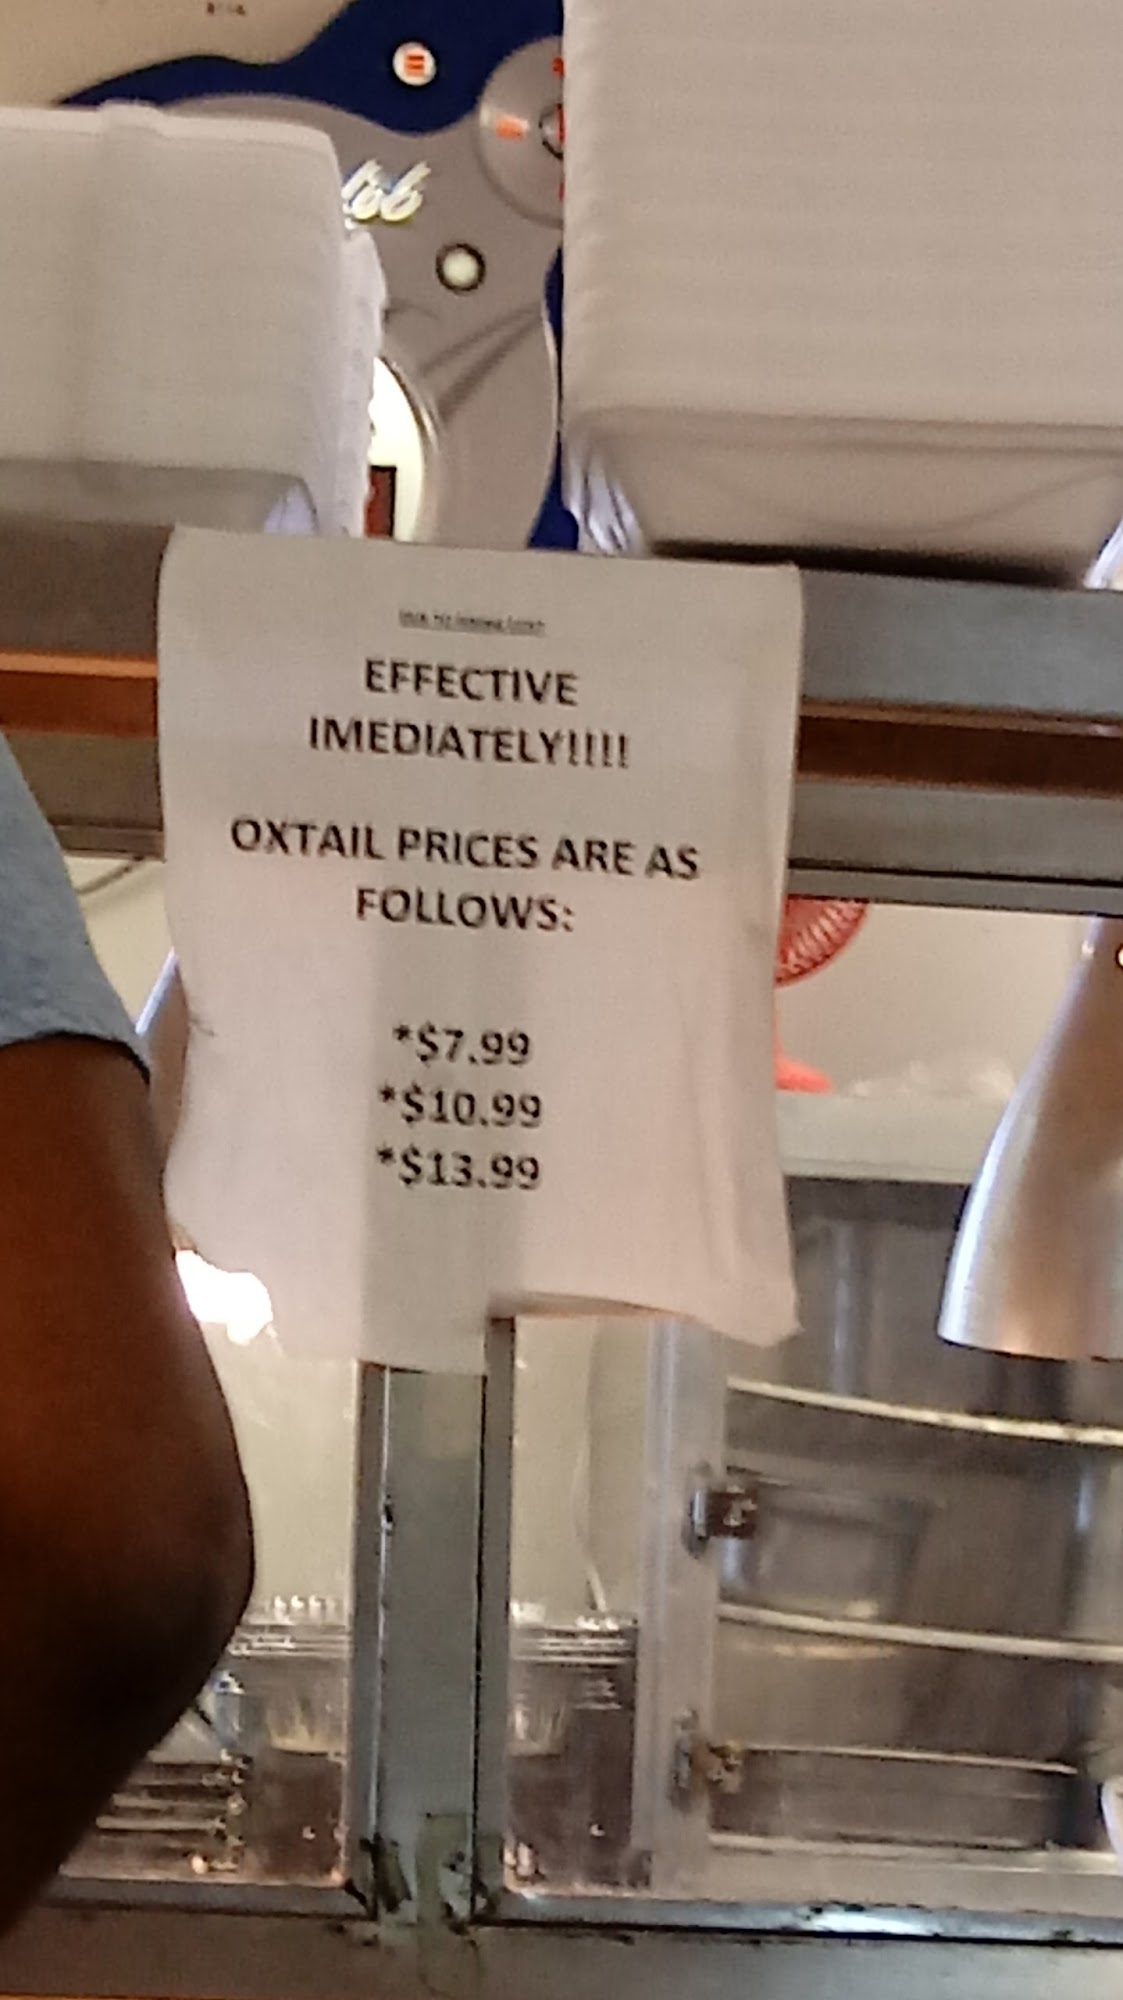 EFFECTIVE
IMEDIATELY!!!!
OXTAIL PRICES ARE AS
FOLLOWS:
*$7.99
*$10.99
*$13.99